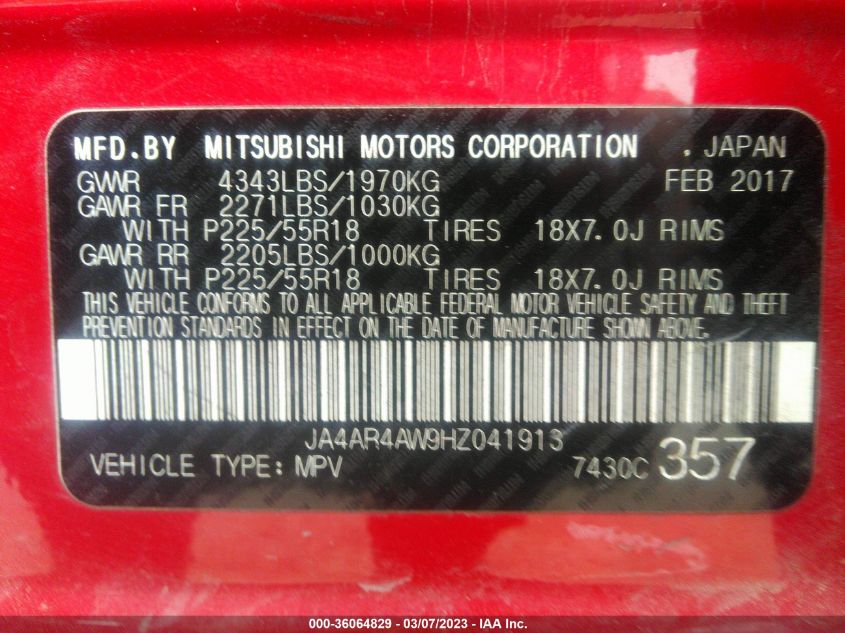 MFD.BY MITSUBISHI MOTORS CORPORATION . JAPAN
GVWR 4343LBS/1970KG FEB 2017
GAWR FR 2271LBS/1030KG
WITH P225/55R18 TIRES 18X7.0J RIMS
GAWR RR 2205LBS/1000KG
WITH P225/55R18 TIRES 18X7.0J RIMS
THIS VEHICLE CONFORMS TO ALL APPLICABLE FEDERAL MOTOR VEHICLE SAFETY AND THEFT
PREVENTION STANDARDS IN EFFECT ON THE DATE OF MANUFACTURE SHOWN ABOVE.
JA4AR4AW9HZ041913
VEHICLE TYPE: MPV 7430C 357
000-36064829 - 03/07/2023 - IAA Inc.